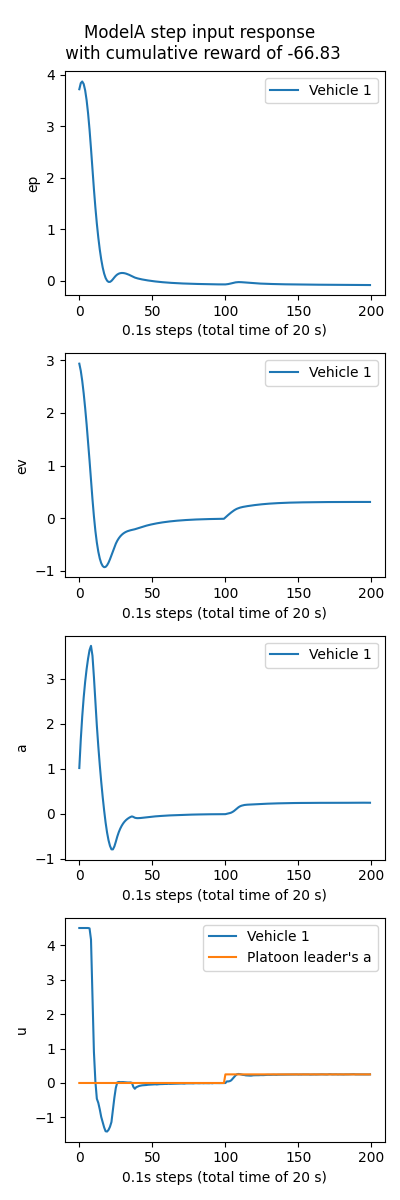 ModelA step input response
with cumulative reward of -66.83
4
3
2
1
0
ep
Vehicle 1
0 50 100 150 200
0.1s steps (total time of 20 s)
3
2
1
0
−1
ev
Vehicle 1
0 50 100 150 200
0.1s steps (total time of 20 s)
3
2
1
0
−1
a
Vehicle 1
0 50 100 150 200
0.1s steps (total time of 20 s)
4
3
2
1
0
−1
u
Vehicle 1
Platoon leader's a
0 50 100 150 200
0.1s steps (total time of 20 s)